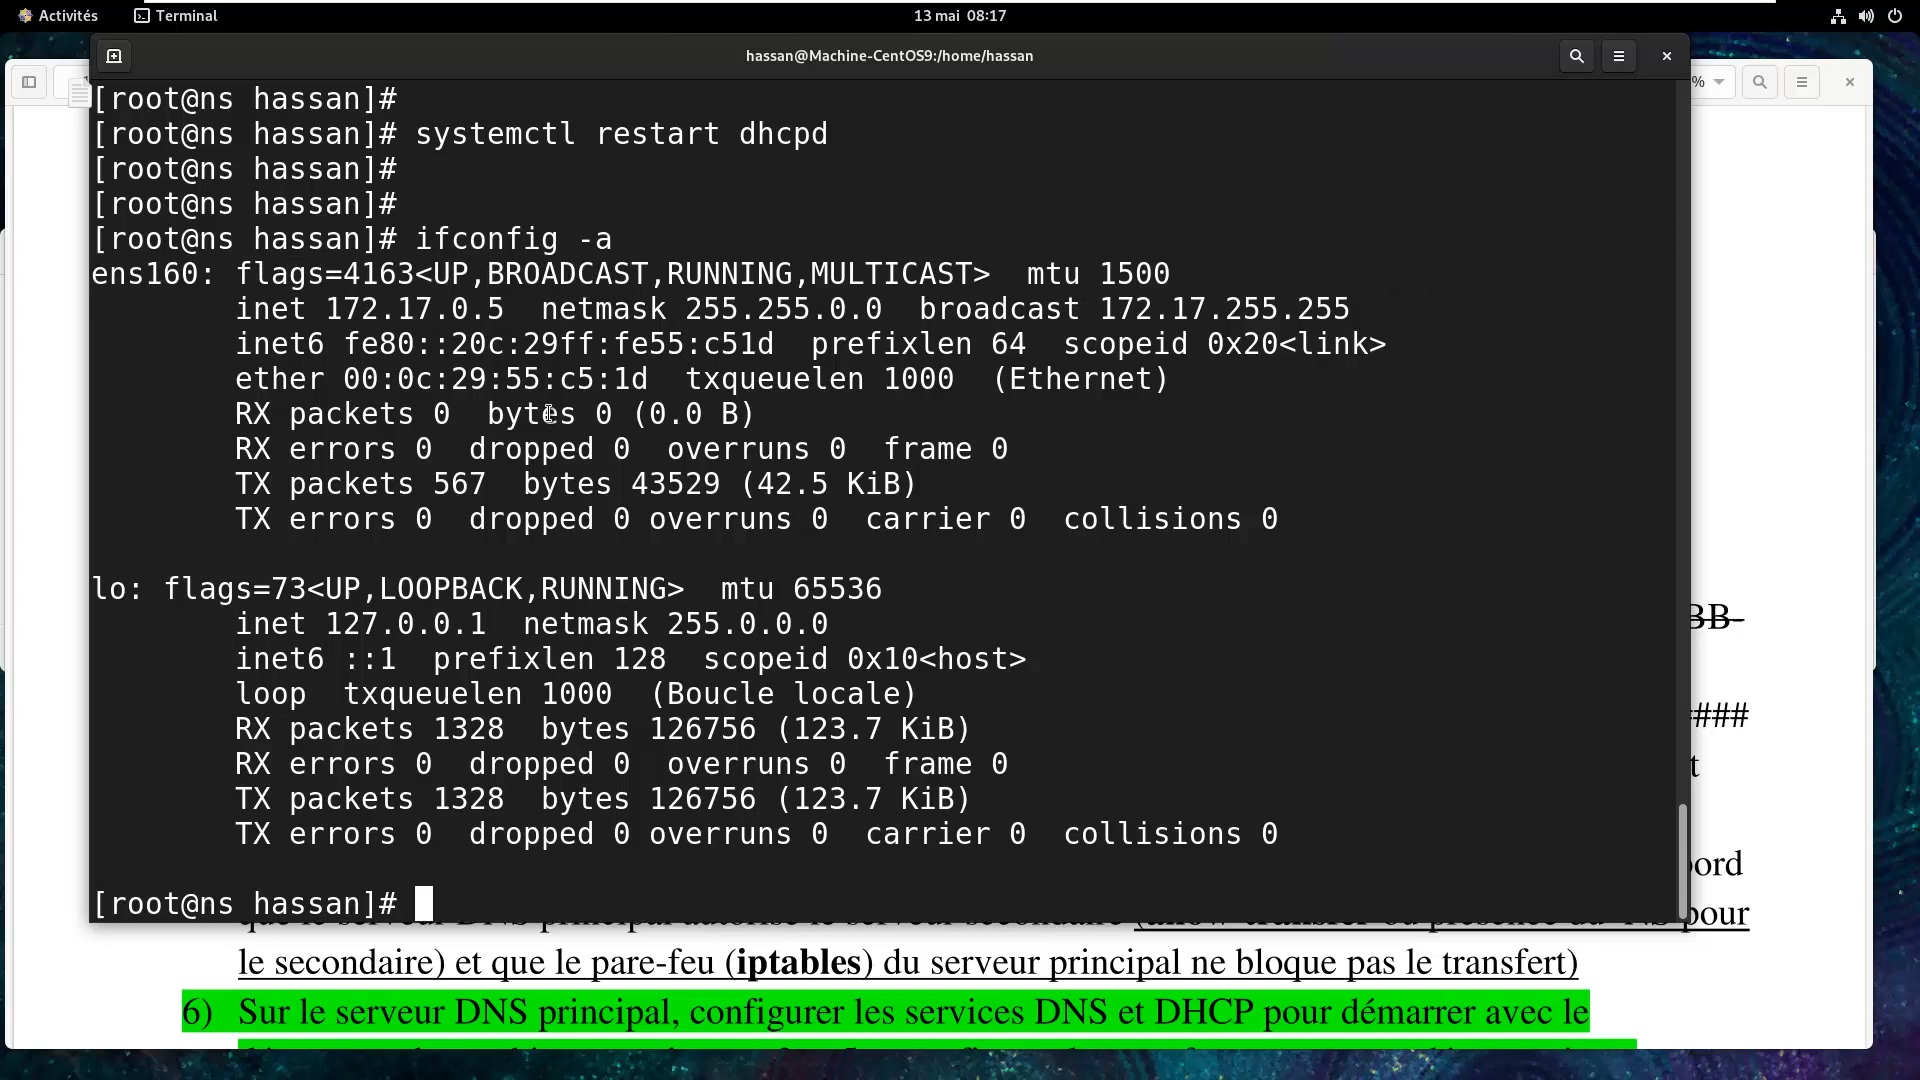 Activités
Terminal
13 mai 08:17
hassan@Machine-CentOS9:/home/hassan
%
[root@ns hassan]#
[root@ns hassan]# systemctl restart dhcpd
[root@ns hassan]#
[root@ns hassan]#
[root@ns hassan]# ifconfig -a
ens160: flags=4163<UP,BROADCAST,RUNNING,MULTICAST>  mtu 1500
        inet 172.17.0.5  netmask 255.255.0.0  broadcast 172.17.255.255
        inet6 fe80::20c:29ff:fe55:c51d  prefixlen 64  scopeid 0x20<link>
        ether 00:0c:29:55:c5:1d  txqueuelen 1000  (Ethernet)
        RX packets 0  bytes 0 (0.0 B)
        RX errors 0  dropped 0  overruns 0  frame 0
        TX packets 567  bytes 43529 (42.5 KiB)
        TX errors 0  dropped 0 overruns 0  carrier 0  collisions 0
lo: flags=73<UP,LOOPBACK,RUNNING>  mtu 65536
        inet 127.0.0.1  netmask 255.0.0.0
        inet6 ::1  prefixlen 128  scopeid 0x10<host>
        loop  txqueuelen 1000  (Boucle locale)
        RX packets 1328  bytes 126756 (123.7 KiB)
        RX errors 0  dropped 0  overruns 0  frame 0
        TX packets 1328  bytes 126756 (123.7 KiB)
        TX errors 0  dropped 0 overruns 0  carrier 0  collisions 0
[root@ns hassan]#
BB-
####
t
bord
pour
le secondaire) et que le pare-feu (iptables) du serveur principal ne bloque pas le transfert)
6) Sur le serveur DNS principal, configurer les services DNS et DHCP pour démarrer avec le